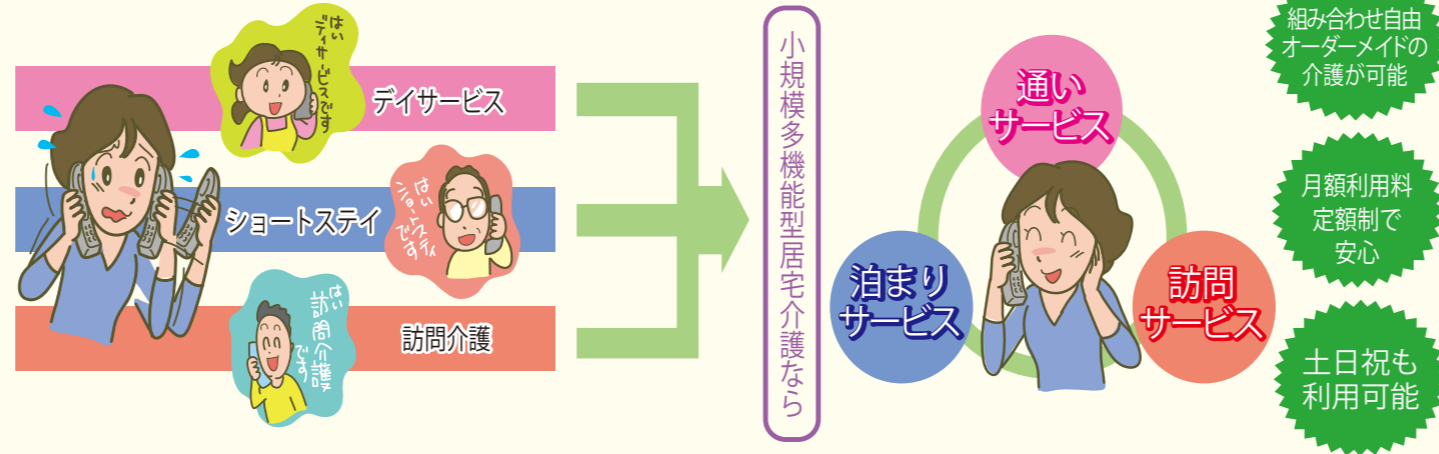 はい
デイサービスです
デイサービス
はい
ショートステイ
です
ショートステイ
はい
訪問介護
です
訪問介護
小規模多機能型居宅介護なら
通い
サービス
泊まり
サービス
訪問
サービス
組み合わせ自由
オーダーメイドの
介護が可能
月額利用料
定額制で
安心
土日祝も
利用可能